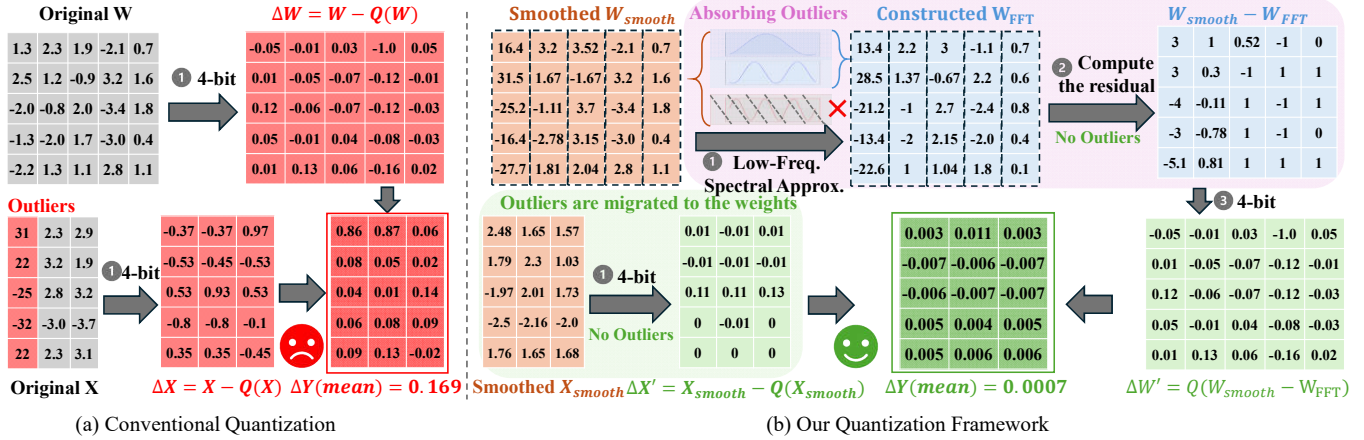 Original W
1.3 2.3 1.9 -2.1 0.7
2.5 1.2 -0.9 3.2 1.6
-2.0 -0.8 2.0 -3.4 1.8
-1.3 -2.0 1.7 -3.0 0.4
-2.2 1.3 1.1 2.8 1.1
1 4-bit
ΔW = W − Q(W)
-0.05 -0.01 0.03 -1.0 0.05
0.01 -0.05 -0.07 -0.12 -0.01
0.12 -0.06 -0.07 -0.12 -0.03
0.05 -0.01 0.04 -0.08 -0.03
0.01 0.13 0.06 -0.16 0.02
Outliers
31 2.3 2.9
22 3.2 1.9
-25 2.8 3.2
-32 -3.0 -3.7
22 2.3 3.1
Original X
1 4-bit
-0.37 -0.37 0.97
-0.53 -0.45 -0.53
0.53 0.93 0.53
-0.8 -0.8 -0.1
0.35 0.35 -0.45
ΔX = X − Q(X)
0.86 0.87 0.06
0.08 0.05 0.02
0.04 0.01 0.14
0.06 0.08 0.09
0.09 0.13 -0.02
ΔY(mean) = 0.169
(a) Conventional Quantization
Smoothed W_smooth
16.4 3.2 3.52 -2.1 0.7
31.5 1.67 -1.67 3.2 1.6
-25.2 -1.11 3.7 -3.4 1.8
-16.4 -2.78 3.15 -3.0 0.4
-27.7 1.81 2.04 2.8 1.1
Absorbing Outliers
1 Low-Freq.
Spectral Approx.
Constructed W_FFT
13.4 2.2 3 -1.1 0.7
28.5 1.37 -0.67 2.2 0.6
-21.2 -1 2.7 -2.4 0.8
-13.4 -2 2.15 -2.0 0.4
-22.6 1 1.04 1.8 0.1
2 Compute
the residual
No Outliers
W_smooth − W_FFT
3 1 0.52 -1 0
3 0.3 -1 1 1
-4 -0.11 1 -1 1
-3 -0.78 1 -1 0
-5.1 0.81 1 1 1
3 4-bit
Outliers are migrated to the weights
2.48 1.65 1.57
1.79 2.3 1.03
-1.97 2.01 1.73
-2.5 -2.16 -2.0
1.76 1.65 1.68
Smoothed X_smooth
1 4-bit
No Outliers
0.01 -0.01 0.01
-0.01 -0.01 -0.01
0.11 0.11 0.13
0 -0.01 0
0 0 0
ΔX′ = X_smooth − Q(X_smooth)
0.003 0.011 0.003
-0.007 -0.006 -0.007
-0.006 -0.007 -0.007
0.005 0.004 0.005
0.005 0.006 0.006
ΔY(mean) = 0.0007
-0.05 -0.01 0.03 -1.0 0.05
0.01 -0.05 -0.07 -0.12 -0.01
0.12 -0.06 -0.07 -0.12 -0.03
0.05 -0.01 0.04 -0.08 -0.03
0.01 0.13 0.06 -0.16 0.02
ΔW′ = Q(W_smooth − W_FFT)
(b) Our Quantization Framework